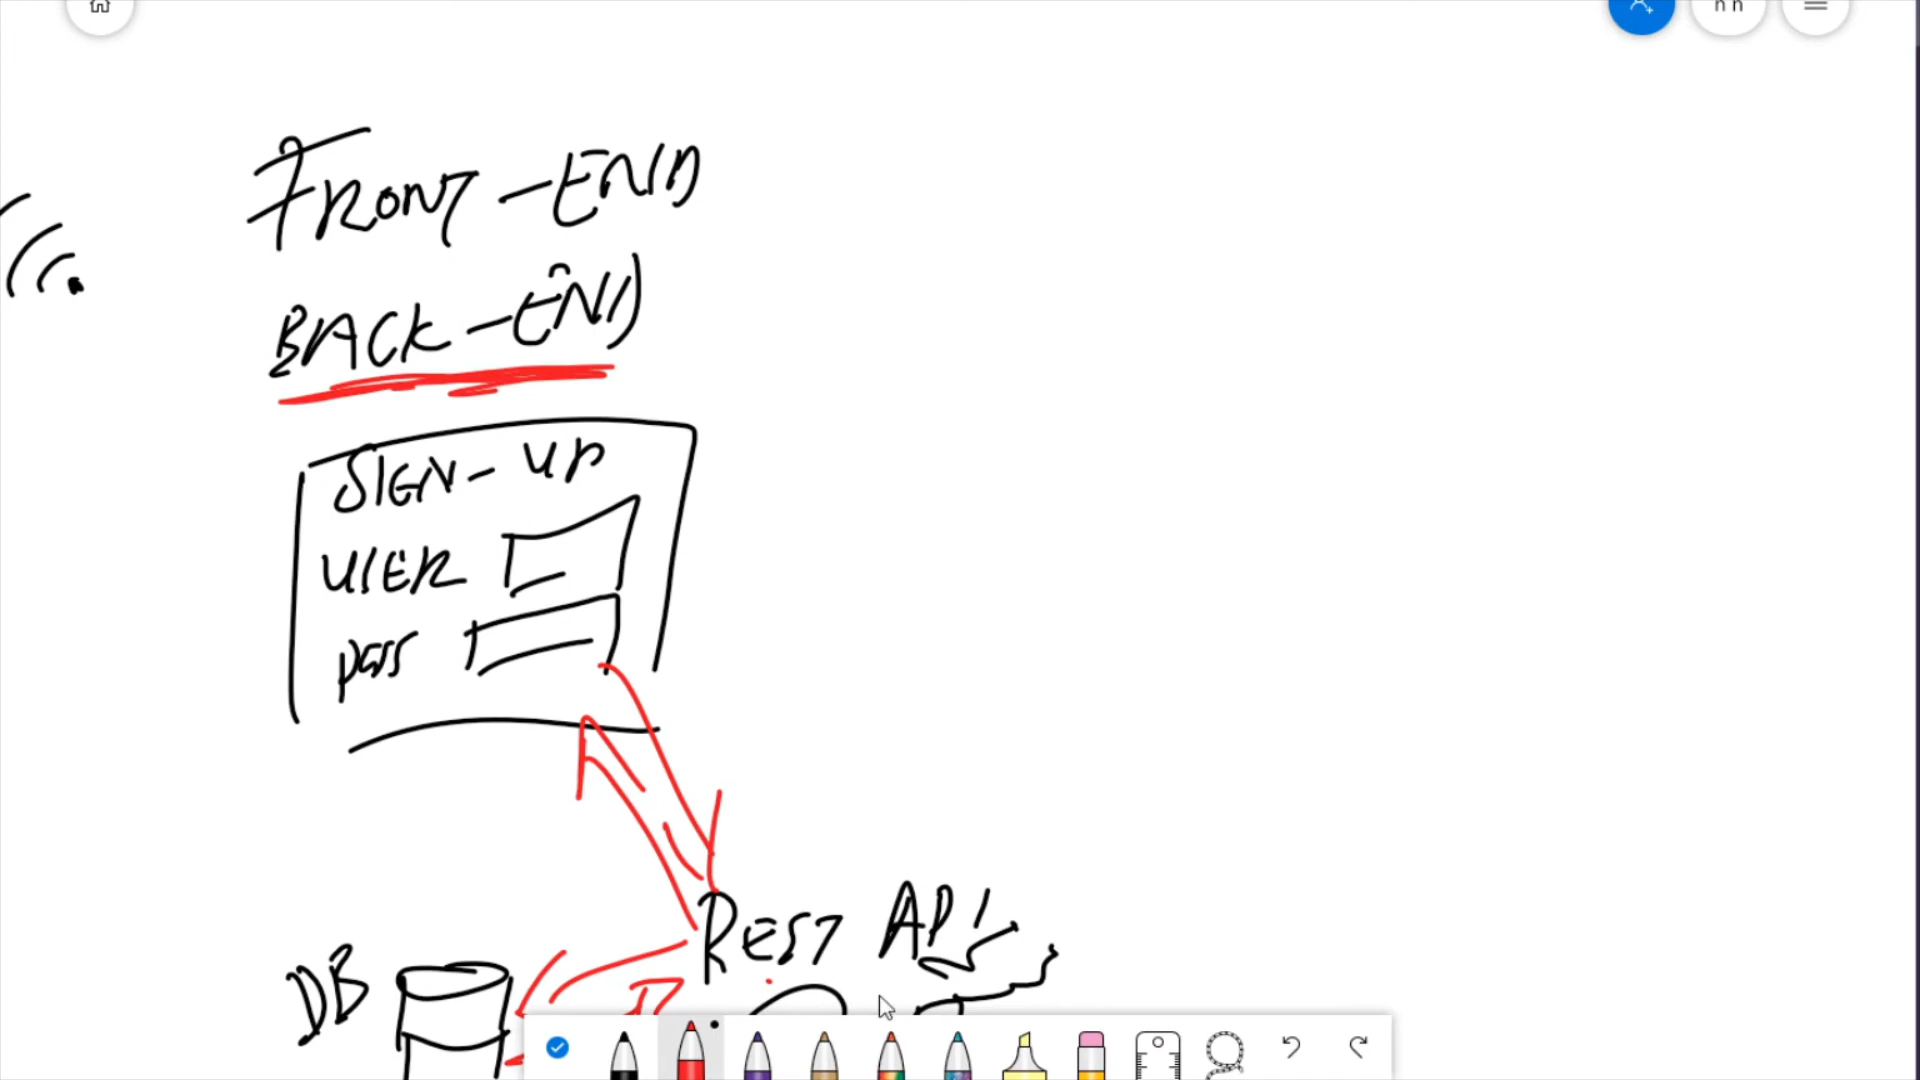 n n
FRONT-END
BACK-END
SIGN-UP
USER
PASS
REST API
DB